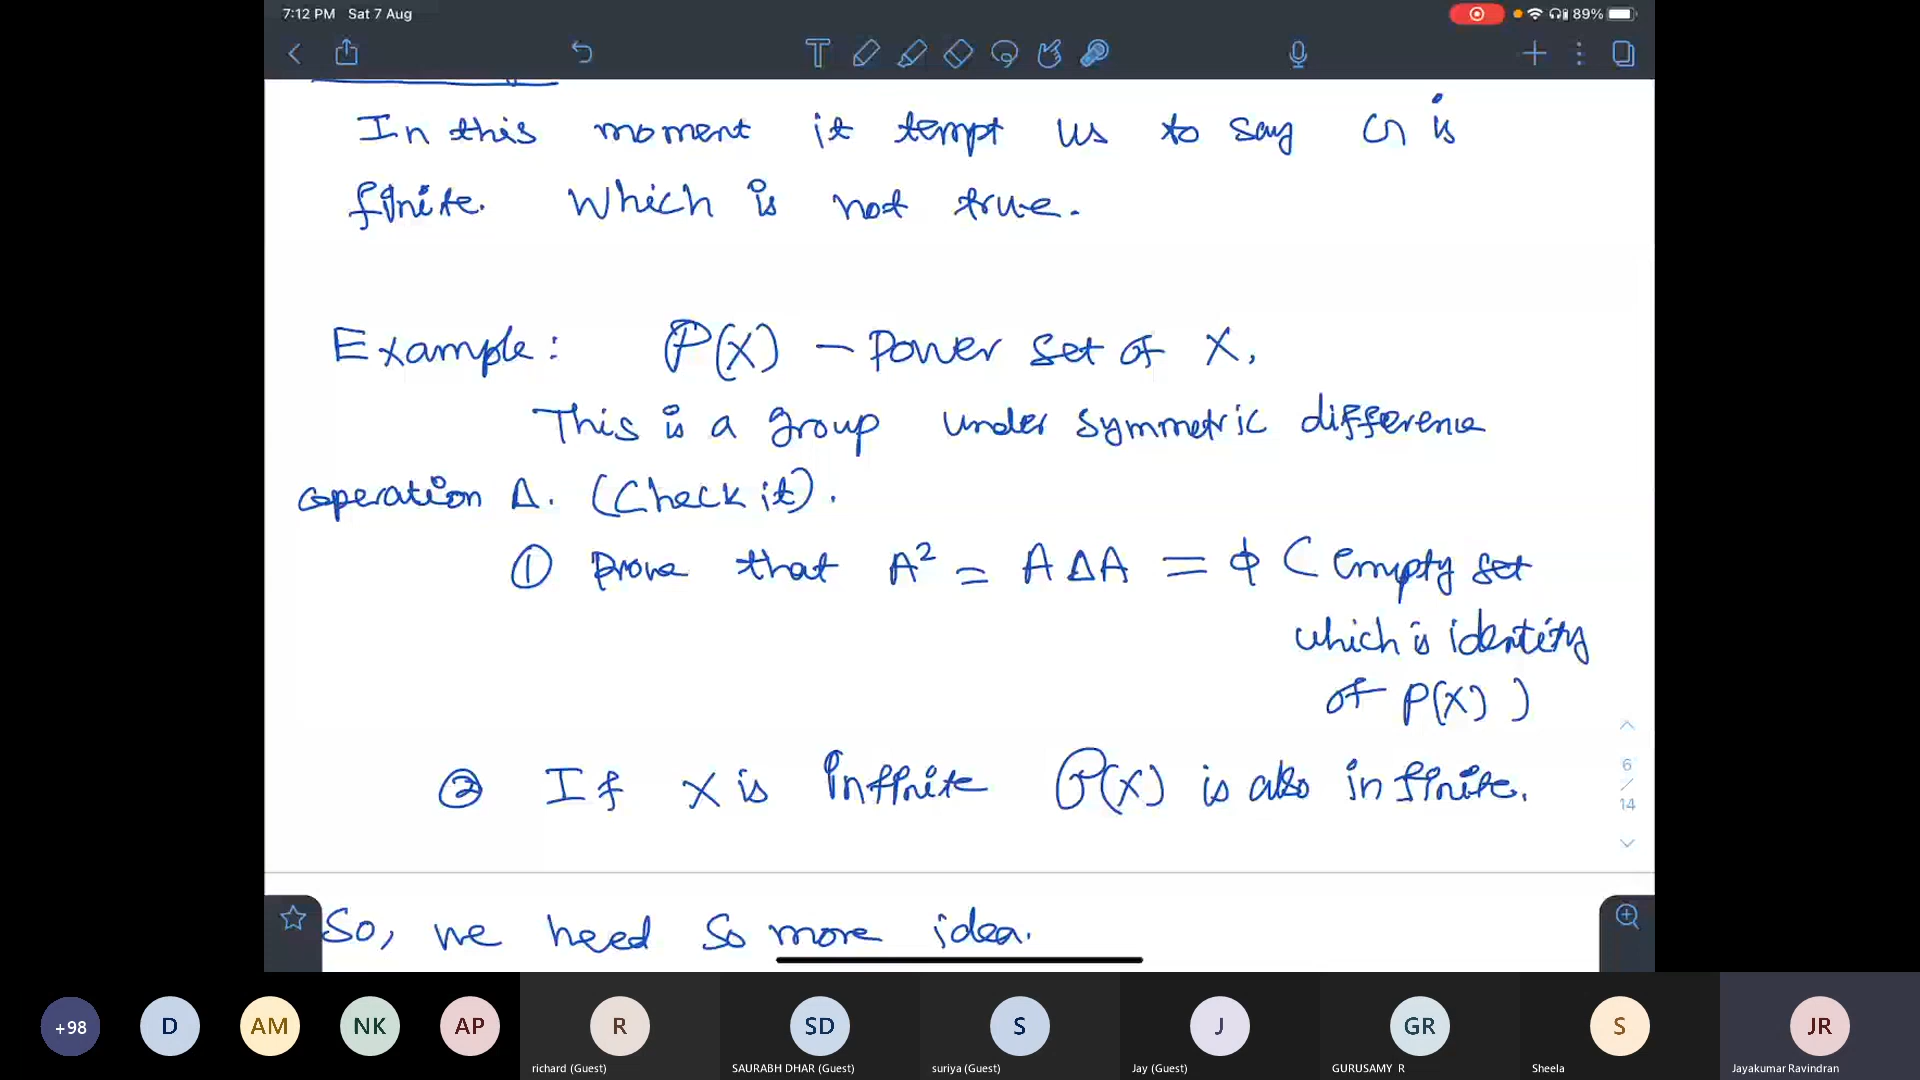 7:12 PM Sat 7 Aug
89%
In this moment it tempt us to say G is
finite. Which is not true.
Example: P(X) – Power set of X,
This is a group under symmetric difference
operation Δ. (Check it).
① Prove that A² = A Δ A = ϕ ( empty set
which is identity
of P(X) )
② If X is infinite P(X) is also infinite.
6
/
14
So, we need so more idea.
+98
D
AM
NK
AP
R
SD
S
J
GR
S
JR
richard (Guest)
SAURABH DHAR (Guest)
suriya (Guest)
Jay (Guest)
GURUSAMY R
Sheela
Jayakumar Ravindran